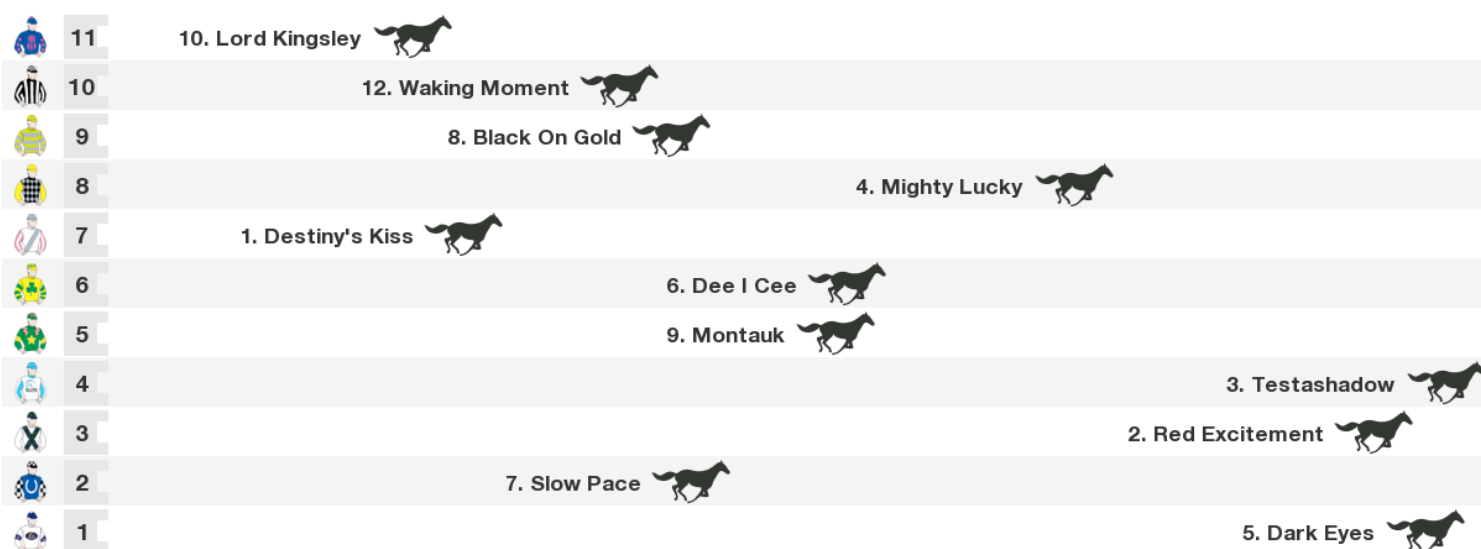 11 10. Lord Kingsley
10 12. Waking Moment
9 8. Black On Gold
8 4. Mighty Lucky
7 1. Destiny's Kiss
6 6. Dee I Cee
5 9. Montauk
4 3. Testashadow
3 2. Red Excitement
2 7. Slow Pace
1 5. Dark Eyes